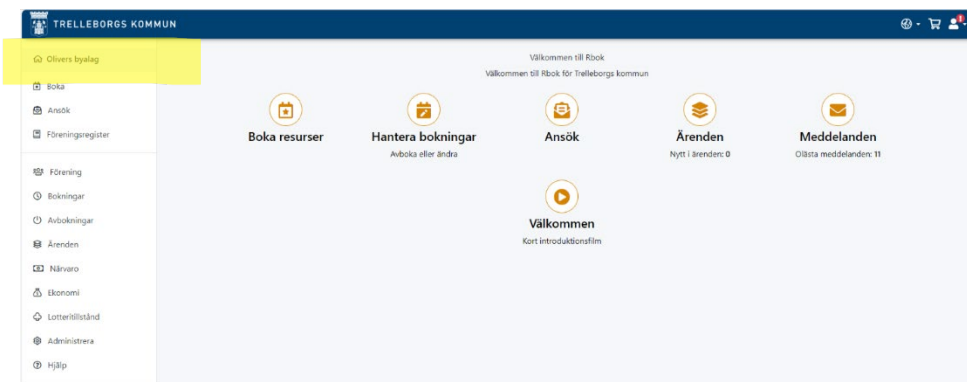 TRELLEBORGS KOMMUN
Olivers byalag
Boka
Ansök
Föreningsregister
Förening
Bokningar
Avbokningar
Ärenden
Närvaro
Ekonomi
Lotteritillstånd
Administrera
Hjälp
Välkommen till Rbok
Välkommen till Rbok för Trelleborgs kommun
Boka resurser
Hantera bokningar
Avboka eller ändra
Ansök
Ärenden
Nytt i ärenden: 0
Meddelanden
Olästa meddelanden: 11
Välkommen
Kort introduktionsfilm